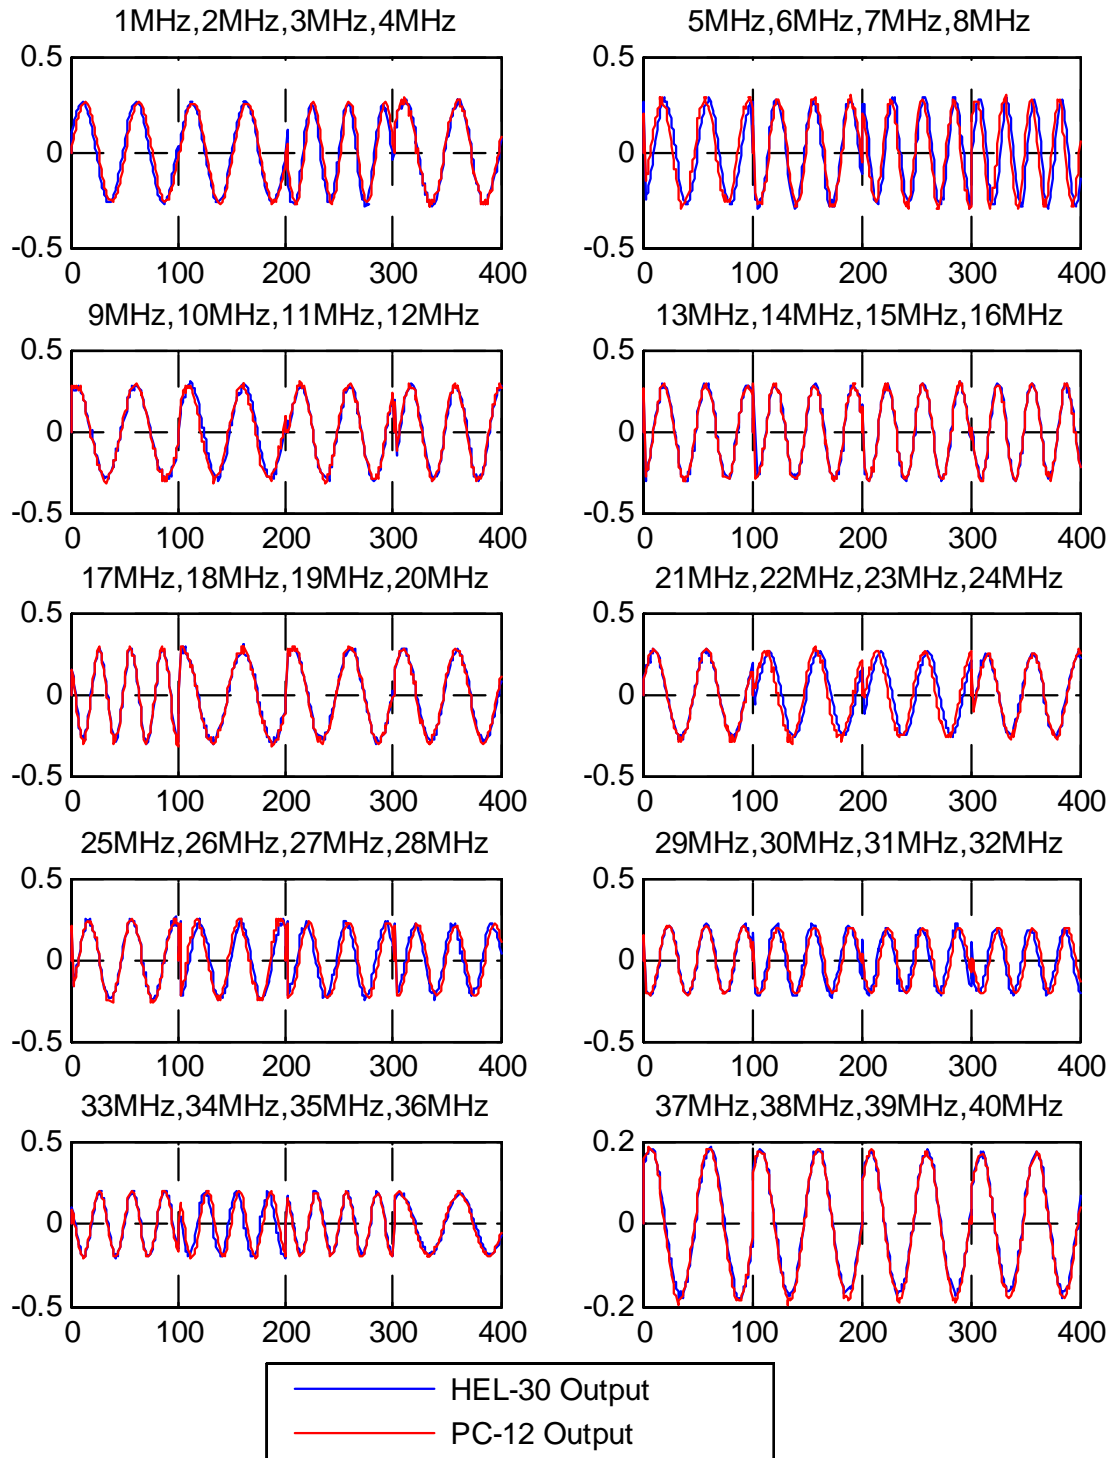 1MHz,2MHz,3MHz,4MHz
0.5
0
-0.5
0 100 200 300 400
5MHz,6MHz,7MHz,8MHz
0.5
0
-0.5
0 100 200 300 400
9MHz,10MHz,11MHz,12MHz
0.5
0
-0.5
0 100 200 300 400
13MHz,14MHz,15MHz,16MHz
0.5
0
-0.5
0 100 200 300 400
17MHz,18MHz,19MHz,20MHz
0.5
0
-0.5
0 100 200 300 400
21MHz,22MHz,23MHz,24MHz
0.5
0
-0.5
0 100 200 300 400
25MHz,26MHz,27MHz,28MHz
0.5
0
-0.5
0 100 200 300 400
29MHz,30MHz,31MHz,32MHz
0.5
0
-0.5
0 100 200 300 400
33MHz,34MHz,35MHz,36MHz
0.5
0
-0.5
0 100 200 300 400
37MHz,38MHz,39MHz,40MHz
0.2
0
-0.2
0 100 200 300 400
HEL-30 Output
PC-12 Output